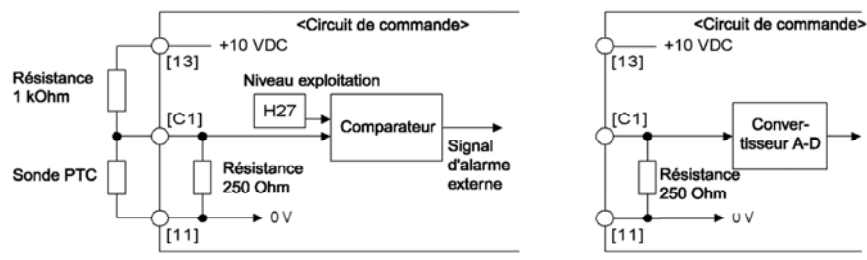 <Circuit de commande>
+10 VDC
[13]
Résistance
1 kOhm
Niveau exploitation
H27
[C1]
Comparateur
Signal
d'alarme
externe
Sonde PTC
Résistance
250 Ohm
0 V
[11]
<Circuit de commande>
+10 VDC
[13]
[C1]
Conver-
tisseur A-D
Résistance
250 Ohm
0 V
[11]